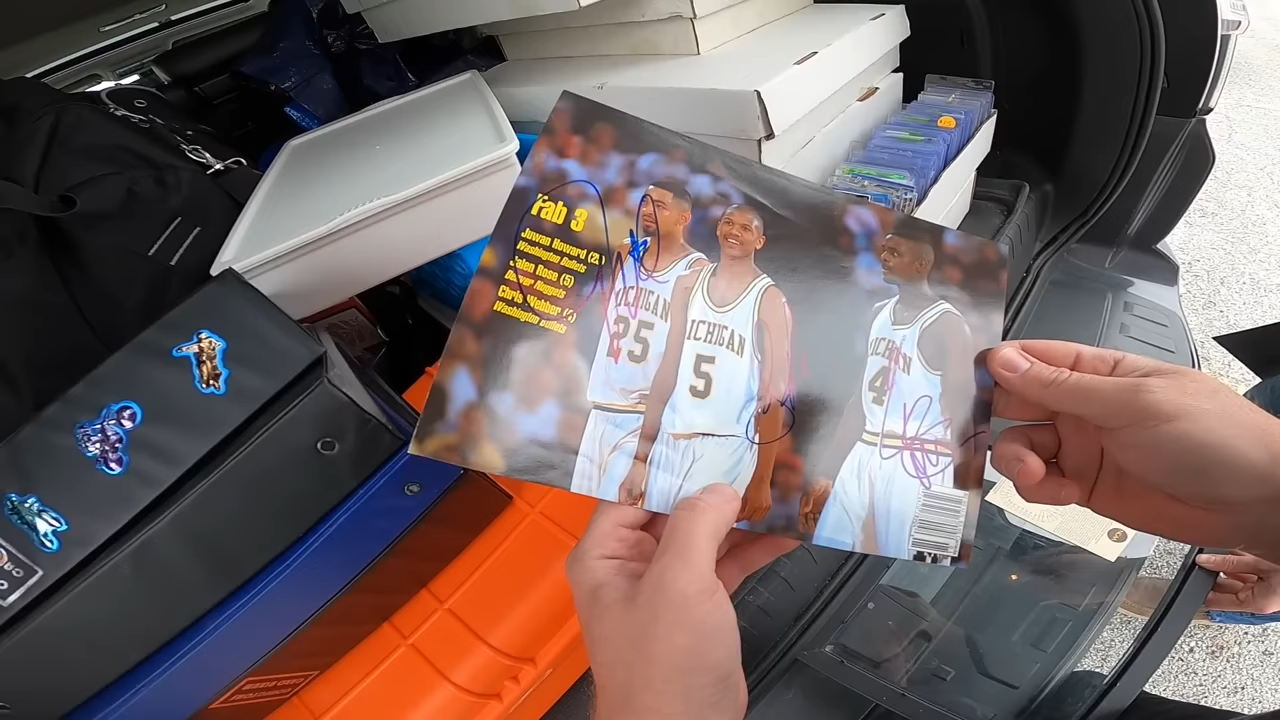 Fab 3
Juwan Howard (25)
Washington Bullets
Jalen Rose (5)
Denver Nuggets
Chris Webber (4)
Washington Bullets
MICHIGAN
25
MICHIGAN
5
MICHIGAN
4